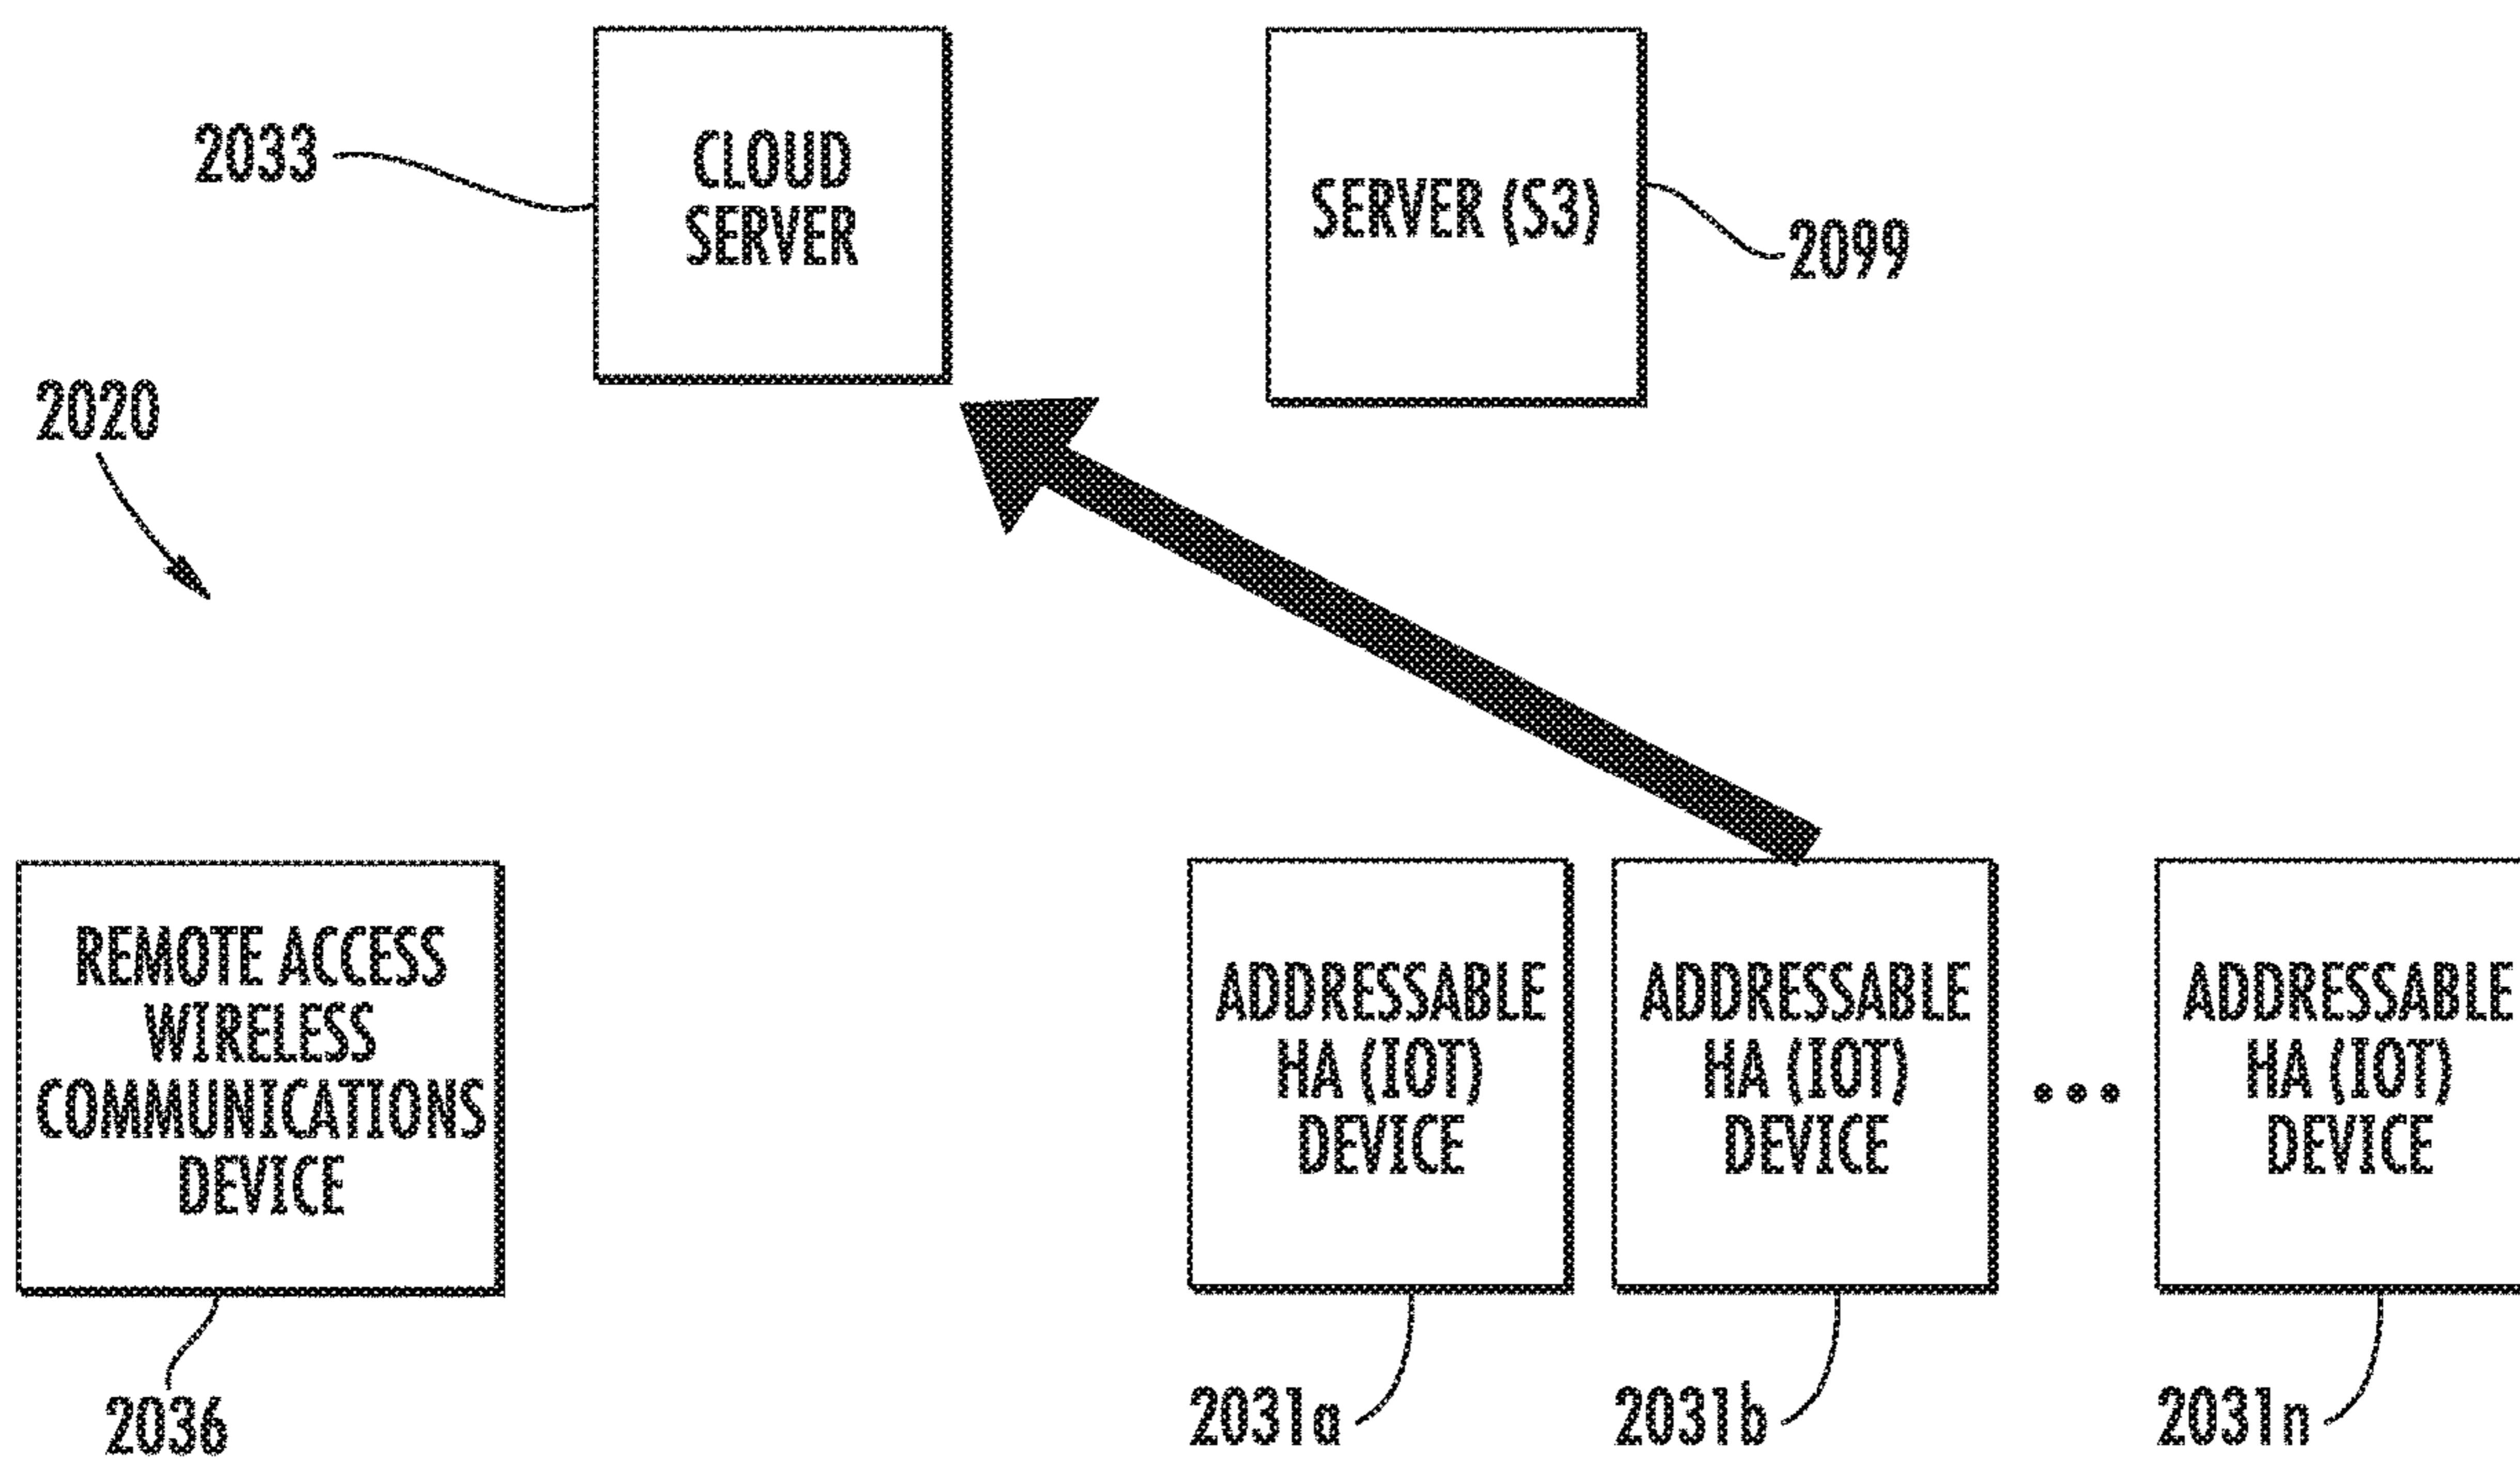 2033
CLOUD
SERVER
SERVER (S3)
2099
2020
REMOTE ACCESS
WIRELESS
COMMUNICATIONS
DEVICE
ADDRESSABLE
HA (IOT)
DEVICE
ADDRESSABLE
HA (IOT)
DEVICE
•••
ADDRESSABLE
HA (IOT)
DEVICE
2036
2031a
2031b
2031n